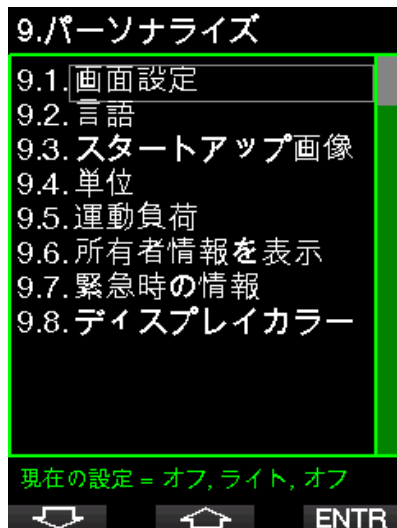 9.パーソナライズ
9.1.画面設定
9.2.言語
9.3.スタートアップ画像
9.4.単位
9.5.運動負荷
9.6.所有者情報を表示
9.7.緊急時の情報
9.8.ディスプレイカラー
現在の設定 = オフ, ライト, オフ
ENTR